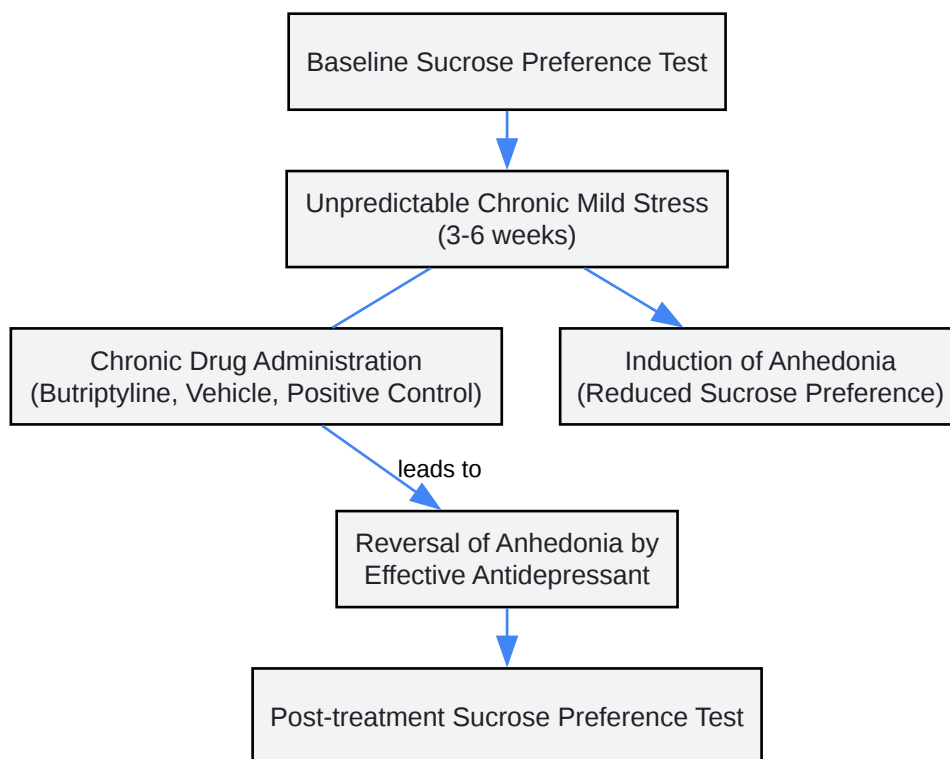 Baseline Sucrose Preference Test
Unpredictable Chronic Mild Stress
(3-6 weeks)
Chronic Drug Administration
(Butriptyline, Vehicle, Positive Control)
Induction of Anhedonia
(Reduced Sucrose Preference)
leads to
Reversal of Anhedonia by
Effective Antidepressant
Post-treatment Sucrose Preference Test